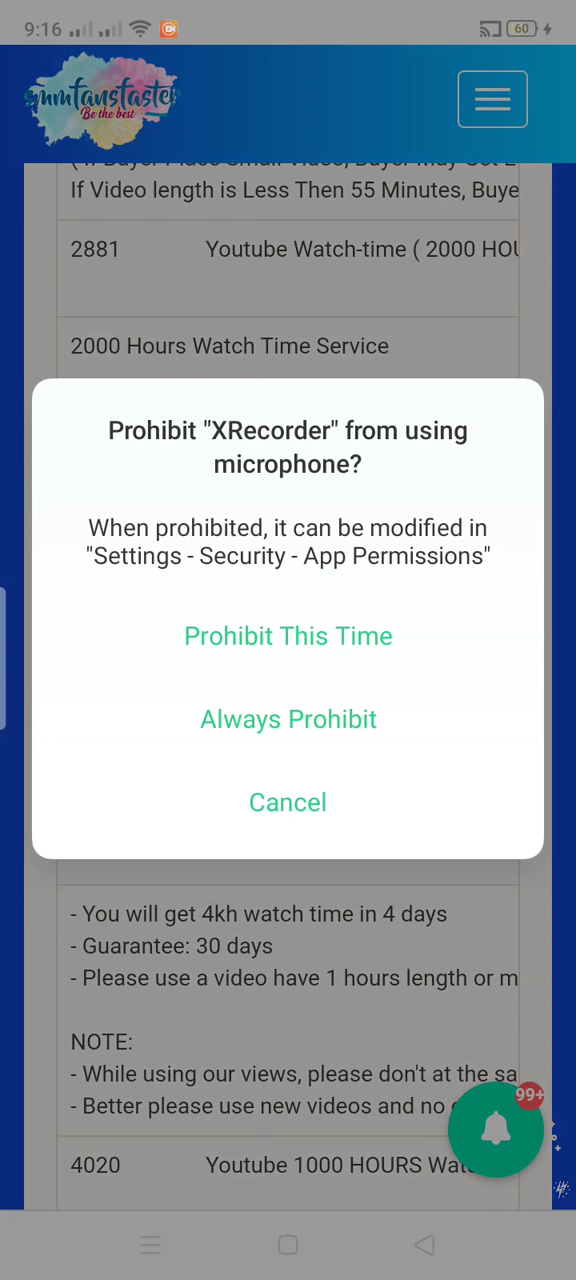 9:16
60
smmfansfaster
Be the best
If Video length is Less Then 55 Minutes, Buye
2881 Youtube Watch-time ( 2000 HOU
2000 Hours Watch Time Service
Prohibit "XRecorder" from using
microphone?
When prohibited, it can be modified in
"Settings - Security - App Permissions"
Prohibit This Time
Always Prohibit
Cancel
- You will get 4kh watch time in 4 days
- Guarantee: 30 days
- Please use a video have 1 hours length or m
NOTE:
- While using our views, please don't at the sa
- Better please use new videos and no
99+
4020 Youtube 1000 HOURS Wat